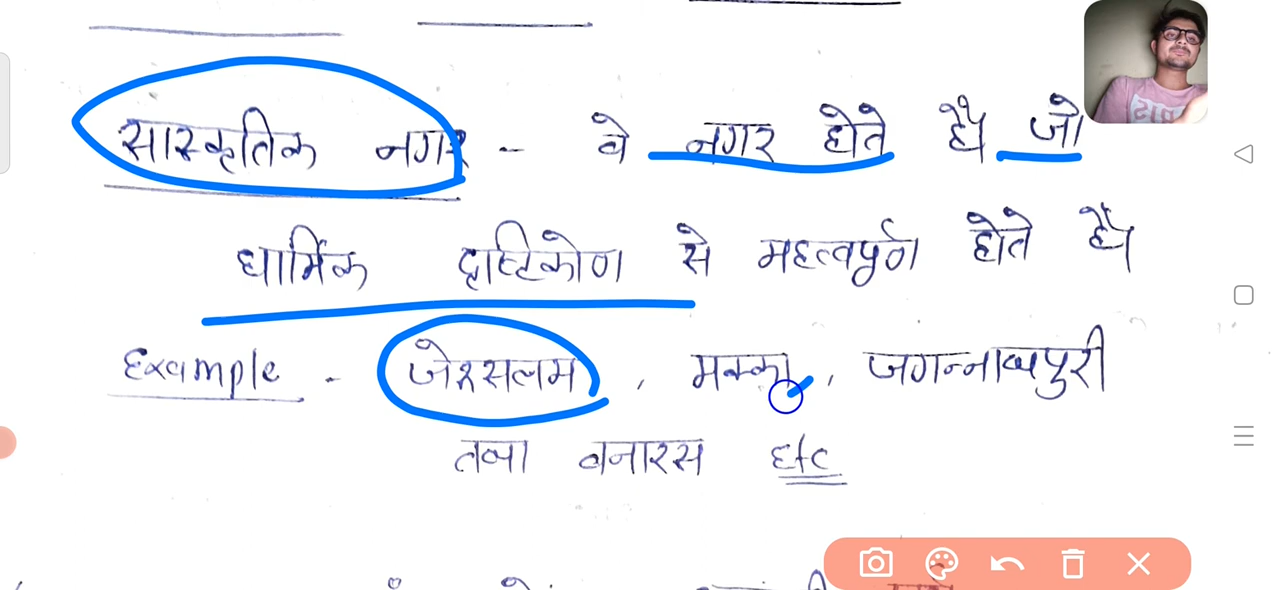 सास्कृतिक नगर - वे नगर होते है जो
धार्मिक दृष्टिकोण से महत्वपूर्ण होते है
Example - जेरुसलम , मक्का , जगन्नाथपुरी
तथा बनारस etc